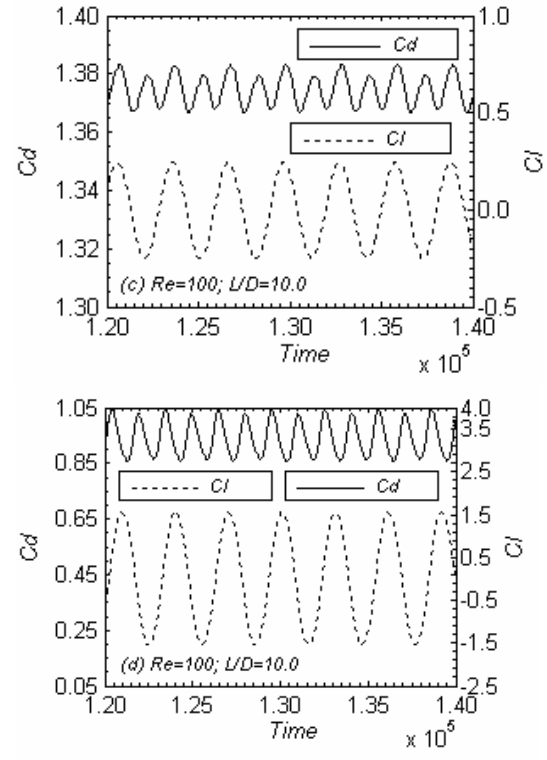 1.40
1.38
1.36
1.34
1.32
1.30
Cd
1.0
0.5
0.0
-0.5
Cl
Cd
Cl
(c) Re=100; L/D=10.0
1.20 1.25 1.30 1.35 1.40
Time
x 10^5
1.05
0.85
0.65
0.45
0.25
0.05
Cd
4.0
3.5
2.5
1.5
0.5
-0.5
-1.5
-2.5
Cl
Cl
Cd
(d) Re=100; L/D=10.0
1.20 1.25 1.30 1.35 1.40
Time
x 10^5